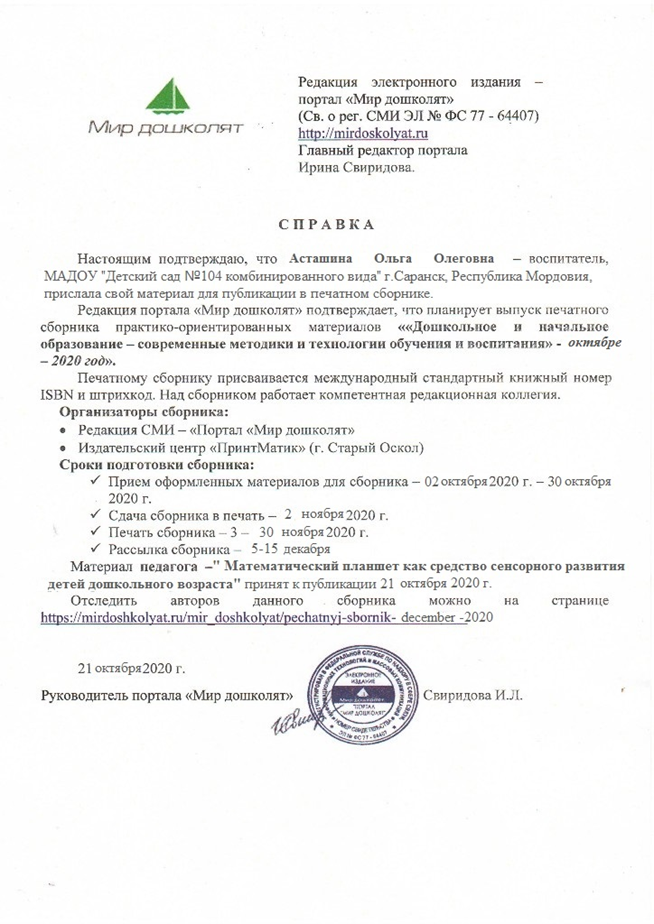 Мир дошколят
Редакция электронного издания –
портал «Мир дошколят»
(Св. о рег. СМИ ЭЛ № ФС 77 - 64407)
http://mirdoskolyat.ru
Главный редактор портала
Ирина Свиридова.
С П Р А В К А
Настоящим подтверждаю, что Асташина Ольга Олеговна – воспитатель,
МАДОУ "Детский сад №104 комбинированного вида" г.Саранск, Республика Мордовия,
прислала свой материал для публикации в печатном сборнике.
Редакция портала «Мир дошколят» подтверждает, что планирует выпуск печатного
сборника практико-ориентированных материалов ««Дошкольное и начальное
образование – современные методики и технологии обучения и воспитания» - октябре
– 2020 год».
Печатному сборнику присваивается международный стандартный книжный номер
ISBN и штрихкод. Над сборником работает компетентная редакционная коллегия.
Организаторы сборника:
• Редакция СМИ – «Портал «Мир дошколят»
• Издательский центр «ПринтМатик» (г. Старый Оскол)
Сроки подготовки сборника:
✓ Прием оформленных материалов для сборника – 02 октября 2020 г. – 30 октября
2020 г.
✓ Сдача сборника в печать – 2 ноября 2020 г.
✓ Печать сборника – 3 – 30 ноября 2020 г.
✓ Рассылка сборника – 5-15 декабря
Материал педагога –" Математический планшет как средство сенсорного развития
детей дошкольного возраста" принят к публикации 21 октября 2020 г.
Отследить авторов данного сборника можно на странице
https://mirdoshkolyat.ru/mir_doshkolyat/pechatnyj-sbornik- december -2020
21 октября 2020 г.
Руководитель портала «Мир дошколят»
Свиридова И.Л.
ЭЛЕКТРОННОЕ
ИЗДАНИЕ
Мир дошколят
"ПОРТАЛ
"МИР ДОШКОЛЯТ"
НОМЕР СВИДЕТЕЛЬСТВА
ЭЛ № ФС 77 - 64407